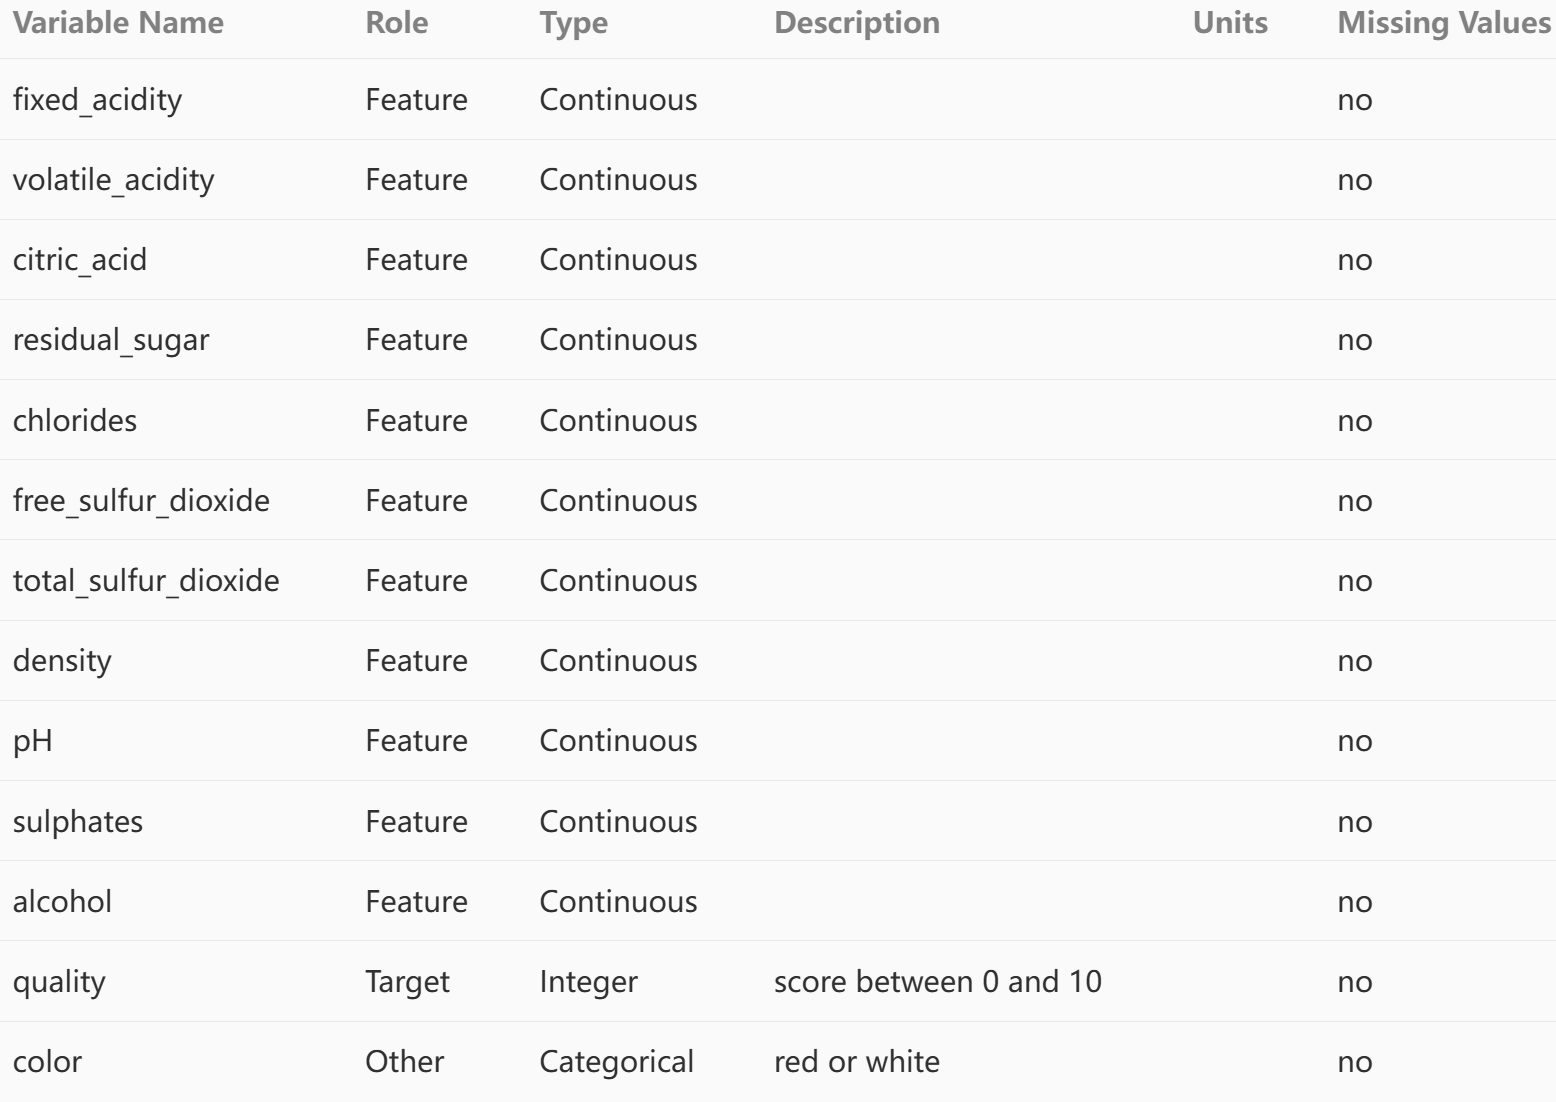 Variable Name Role Type Description Units Missing Values
fixed_acidity Feature Continuous no
volatile_acidity Feature Continuous no
citric_acid Feature Continuous no
residual_sugar Feature Continuous no
chlorides Feature Continuous no
free_sulfur_dioxide Feature Continuous no
total_sulfur_dioxide Feature Continuous no
density Feature Continuous no
pH Feature Continuous no
sulphates Feature Continuous no
alcohol Feature Continuous no
quality Target Integer score between 0 and 10 no
color Other Categorical red or white no